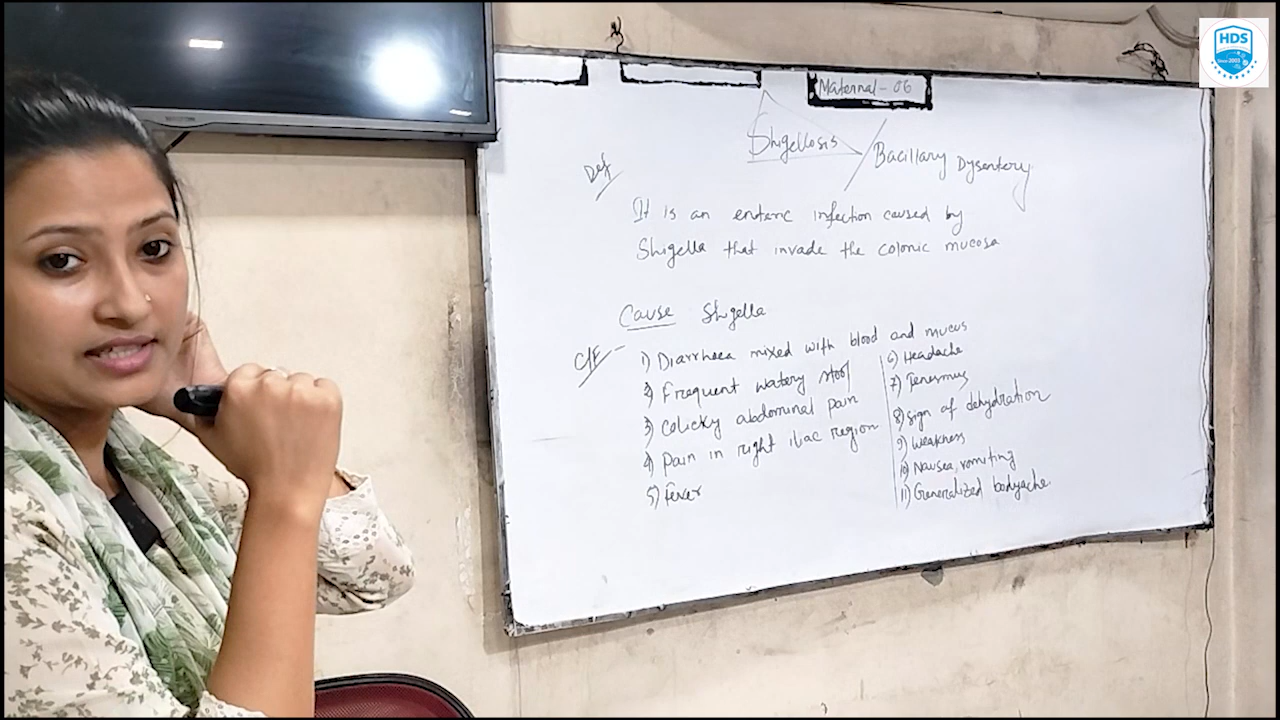 HDS
Since 2003
Maternal - 06
Shigellosis / Bacillary Dysentery
Def
It is an enteric infection caused by
Shigella that invade the colonic mucosa
Cause Shigella
C/F -
1) Diarrhoea mixed with blood and mucus
2) Frequent watery stool
3) Colicky abdominal pain
4) Pain in right iliac region
5) Fever
6) Headache
7) Tenesmus
8) Sign of dehydration
9) Weakness
10) Nausea, vomiting
11) Generalized bodyache